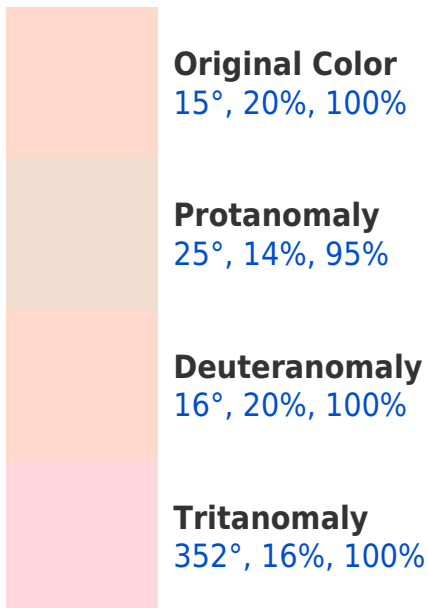 Original Color
15°, 20%, 100%
Protanomaly
25°, 14%, 95%
Deuteranomaly
16°, 20%, 100%
Tritanomaly
352°, 16%, 100%